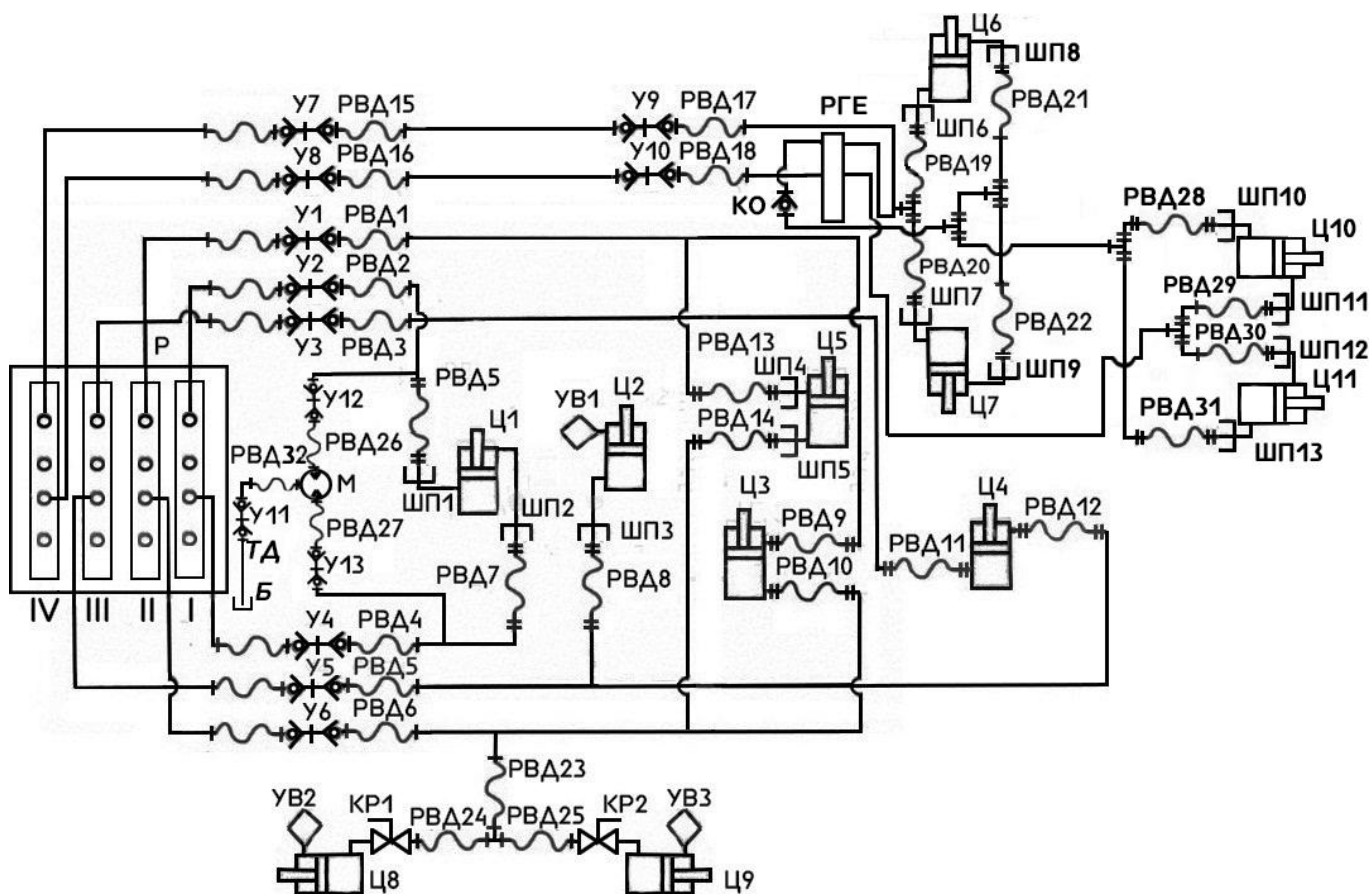 Ц6
ШП8
У7 РВД15
У9 РВД17
РГЕ
РВД21
ШП6
У8 РВД16
У10 РВД18
РВД19
РВД28 ШП10
КО
У1 РВД1
Ц10
У2 РВД2
РВД20
РВД29
ШП11
ШП7
РВД22
РВД30
ШП12
Р
У3 РВД3
РВД13 ШП4 Ц5
ШП9
Ц11
РВД5
Ц7
У12
УВ1 Ц2
РВД14
РВД31
РВД26
Ц1
РВД32
М
ШП5
ШП13
ШП1
ШП2
Ц3
Ц4
У11
РВД27
ШП3
РВД9
РВД11
РВД12
ТД
У13
РВД7
РВД8
РВД10
Б
IV III II I
У4 РВД4
У5 РВД5
У6 РВД6
РВД23
УВ2 КР1 РВД24 РВД25 КР2 УВ3
Ц8
Ц9